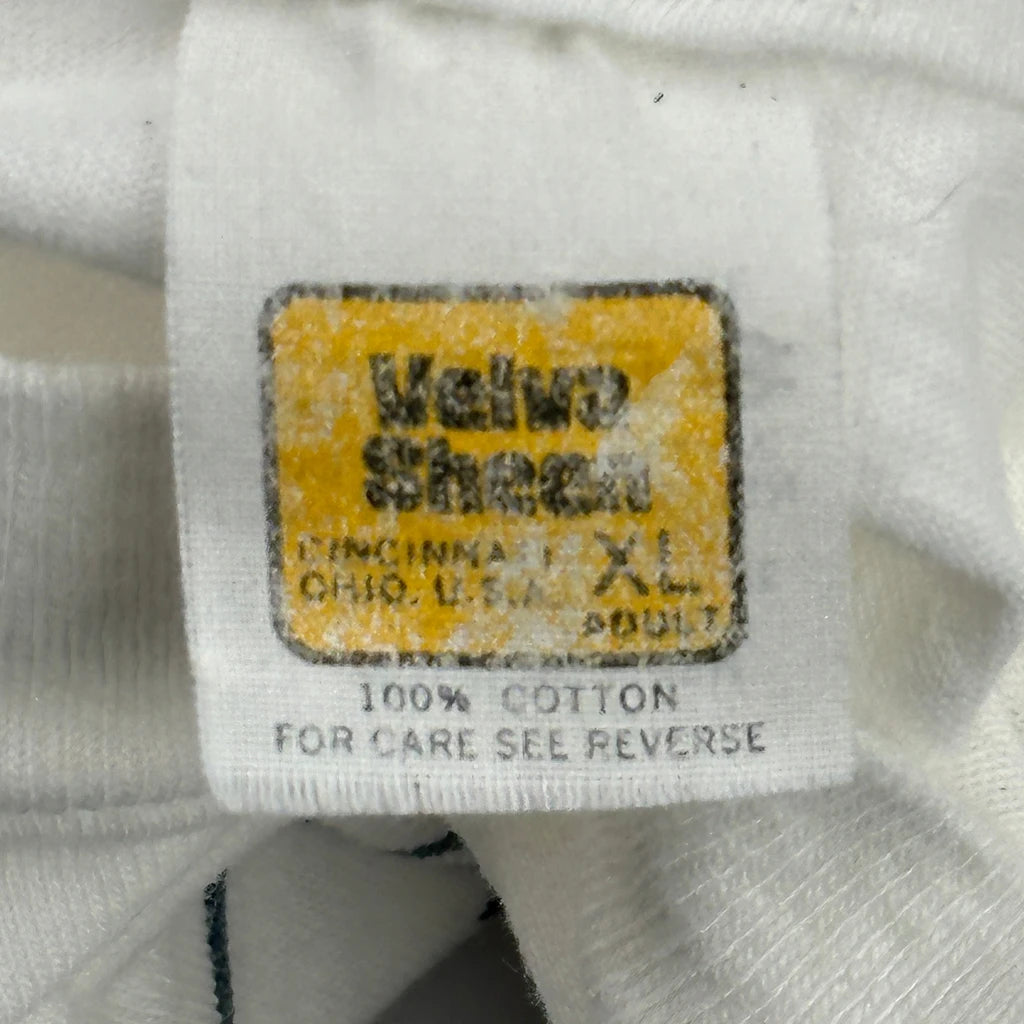 Velva
Sheen
CINCINNATI
OHIO, U.S.A.
XL
ADULT
100% COTTON
FOR CARE SEE REVERSE